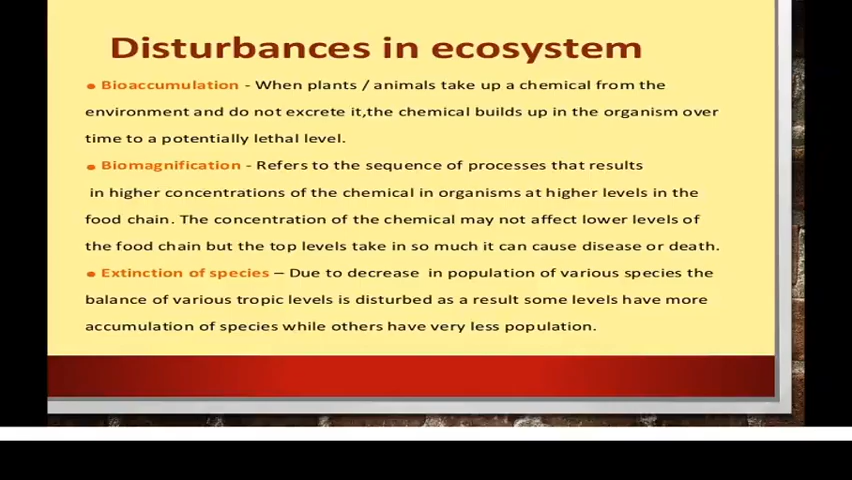 Disturbances in ecosystem
• Bioaccumulation - When plants / animals take up a chemical from the
environment and do not excrete it,the chemical builds up in the organism over
time to a potentially lethal level.
• Biomagnification - Refers to the sequence of processes that results
in higher concentrations of the chemical in organisms at higher levels in the
food chain. The concentration of the chemical may not affect lower levels of
the food chain but the top levels take in so much it can cause disease or death.
• Extinction of species – Due to decrease in population of various species the
balance of various tropic levels is disturbed as a result some levels have more
accumulation of species while others have very less population.